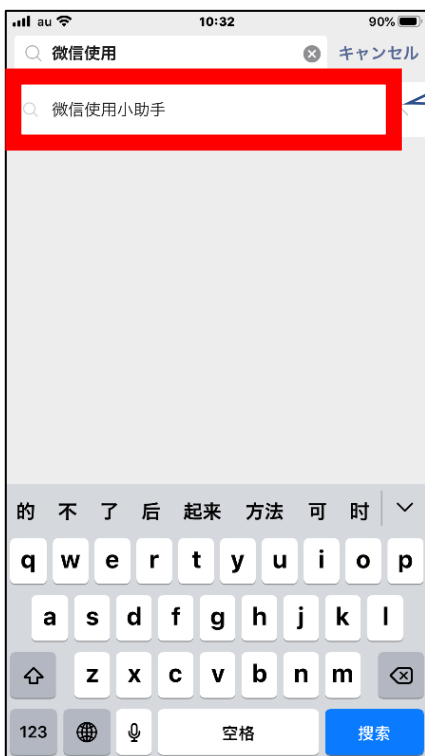 au 10:32 90%
微信使用 キャンセル
微信使用小助手
的 不 了 后 起来 方法 可 时
q w e r t y u i o p
a s d f g h j k l
z x c v b n m
123 空格 搜索